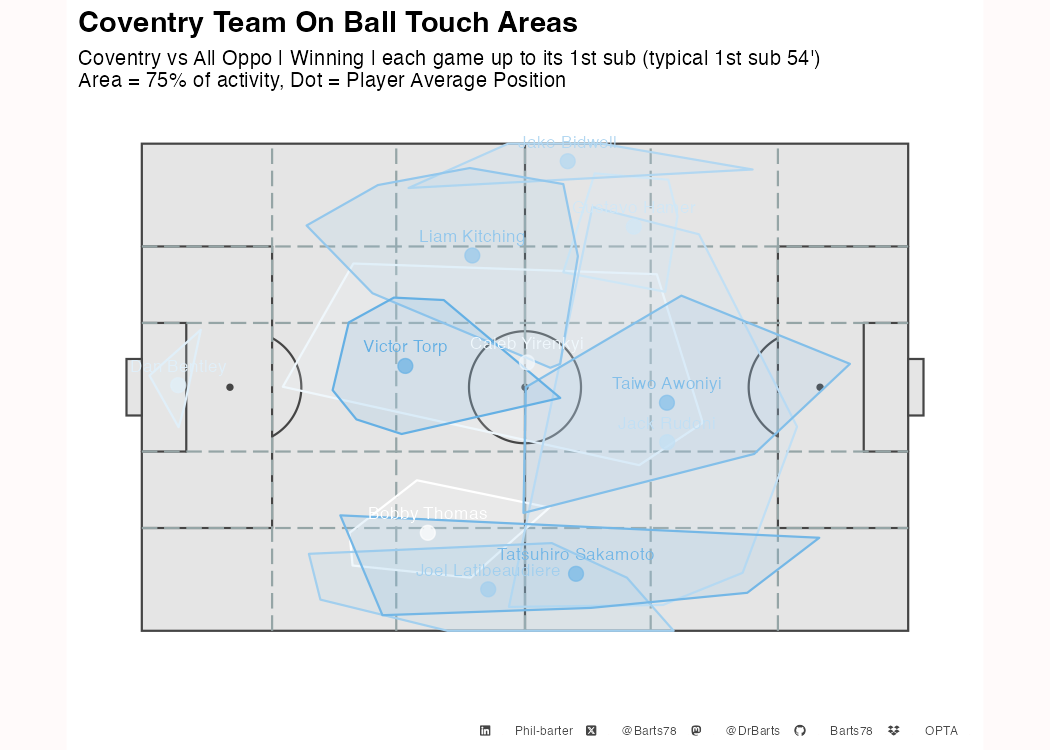 Coventry Team On Ball Touch Areas
Coventry vs All Oppo | Winning | each game up to its 1st sub (typical 1st sub 54')
Area = 75% of activity, Dot = Player Average Position
Jake Bidwell
Liam Kitching
Victor Torp
Caleb Yirenkyi
Taiwo Awoniyi
Jack Rudoni
Bobby Thomas
Tatsuhiro Sakamoto
Joel Latibeaudiere
Phil-barter @Barts78 @DrBarts Barts78 OPTA